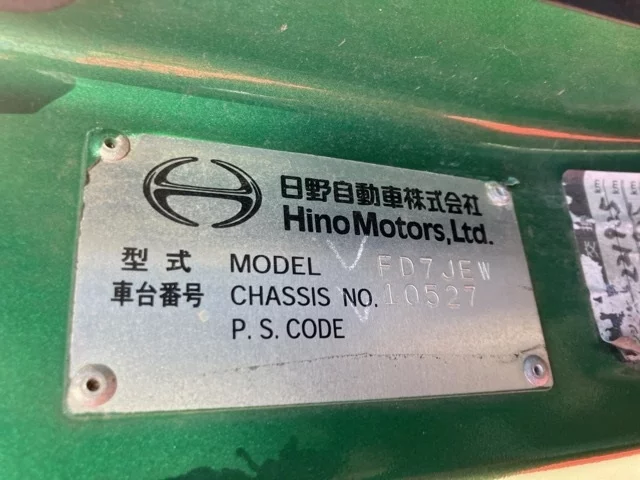 日野自動車株式会社
Hino Motors, Ltd.
型式 MODEL FD7JEW
車台番号 CHASSIS NO. 10527
P.S. CODE